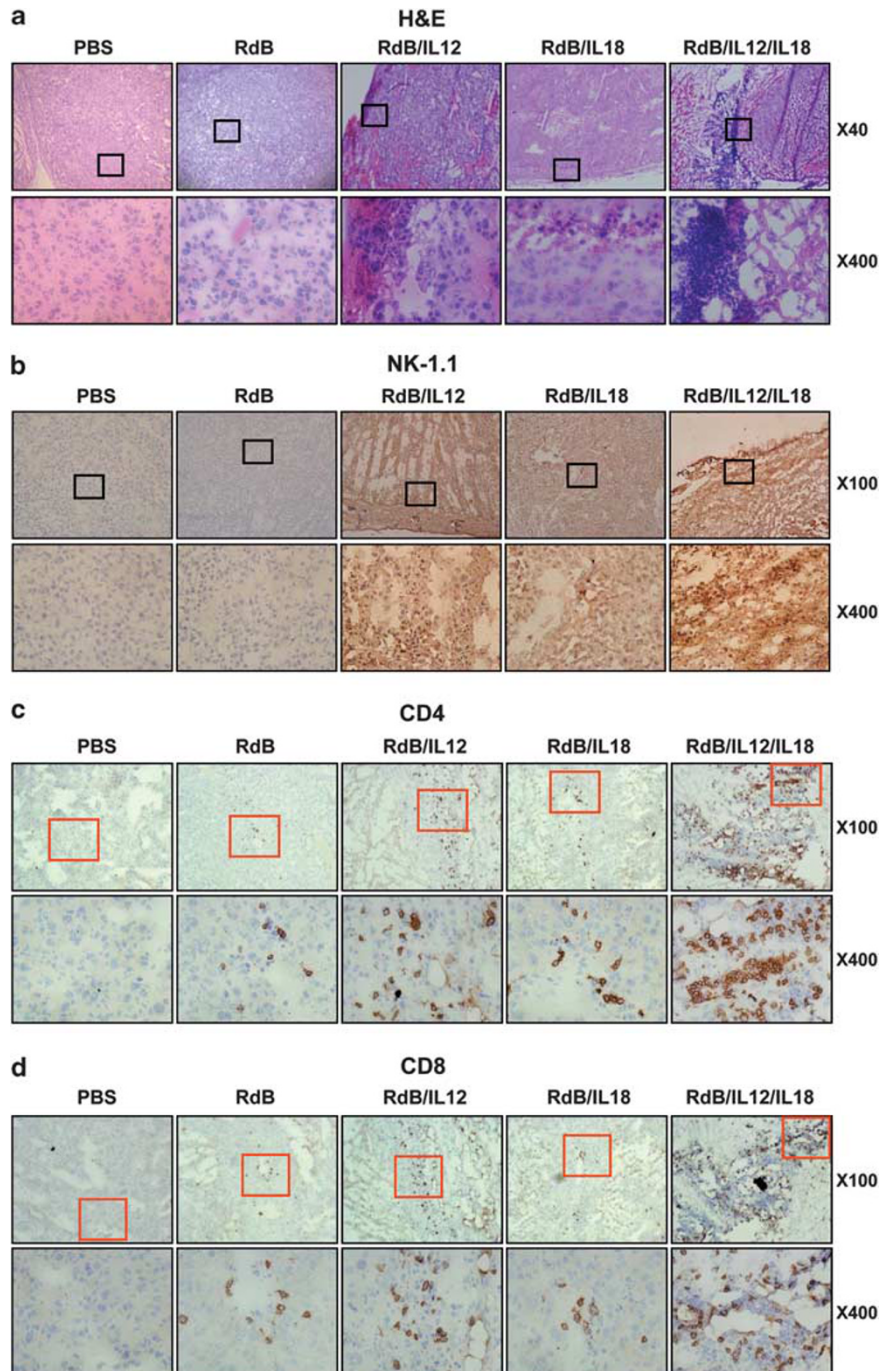 a
H&E
PBS RdB RdB/IL12 RdB/IL18 RdB/IL12/IL18
X40
X400
b
NK-1.1
PBS RdB RdB/IL12 RdB/IL18 RdB/IL12/IL18
X100
X400
c
CD4
PBS RdB RdB/IL12 RdB/IL18 RdB/IL12/IL18
X100
X400
d
CD8
PBS RdB RdB/IL12 RdB/IL18 RdB/IL12/IL18
X100
X400